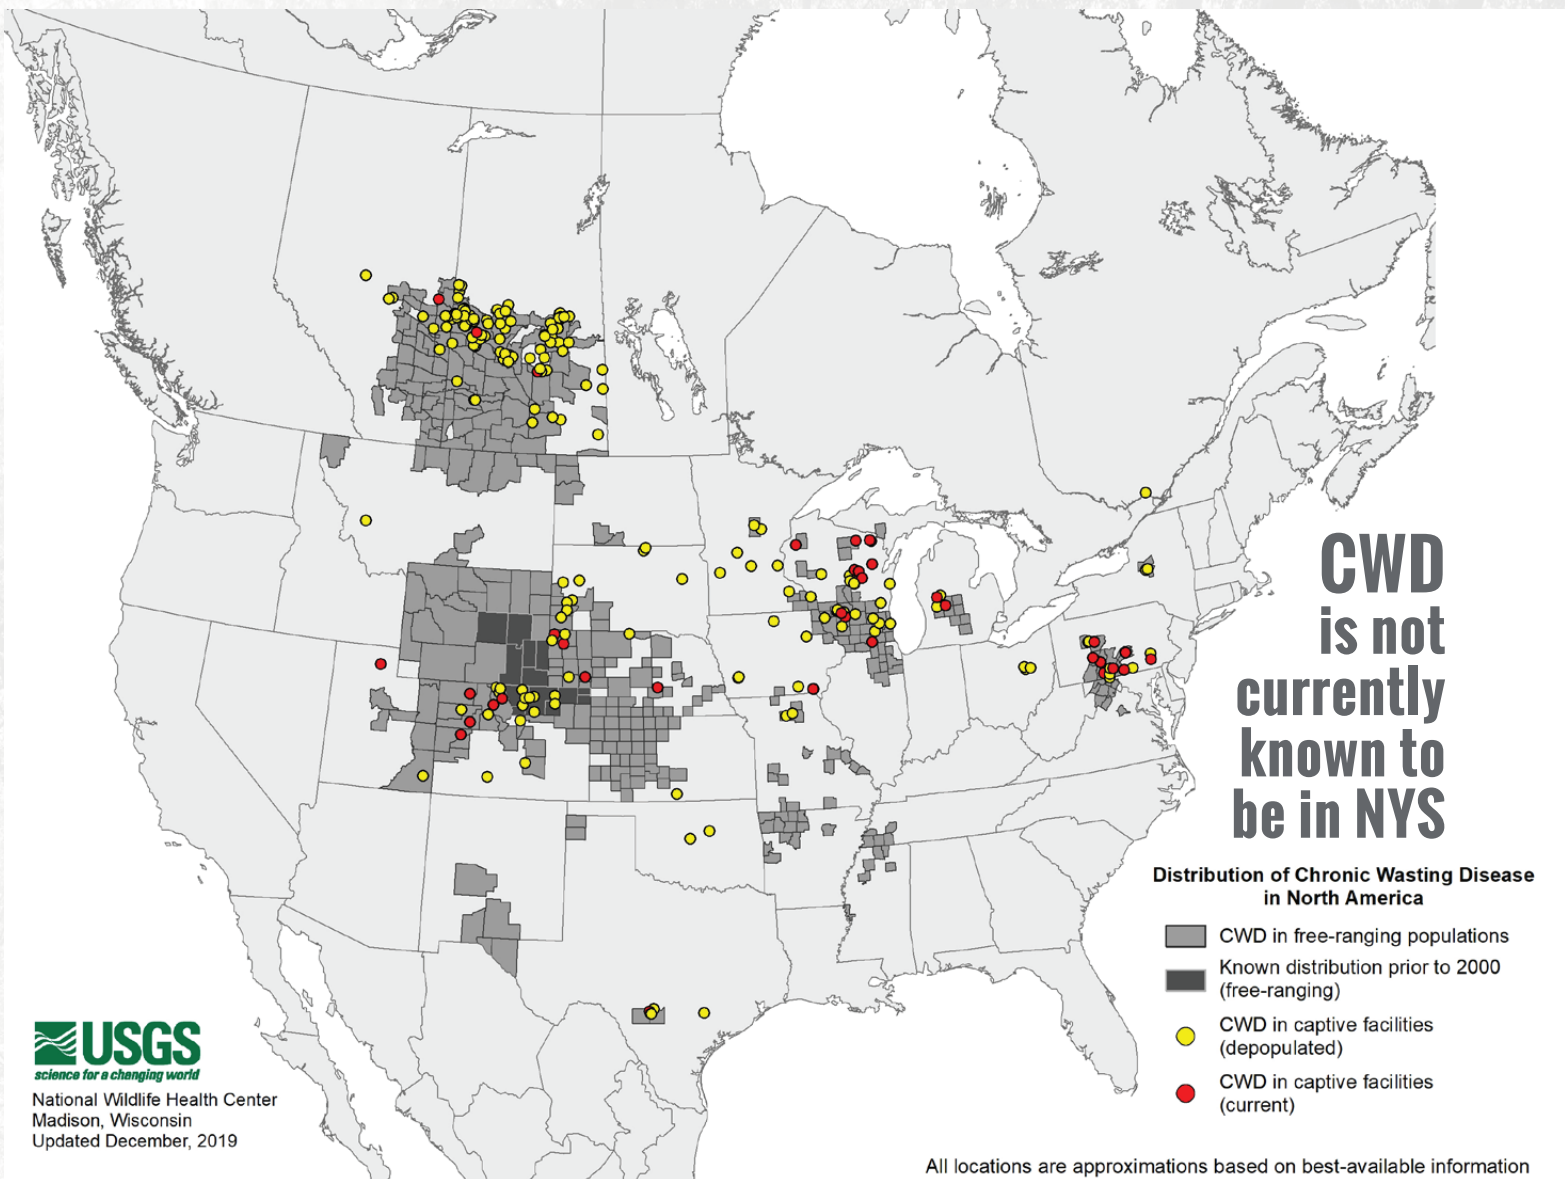 CWD
is not
currently
known to
be in NYS
Distribution of Chronic Wasting Disease
in North America
CWD in free-ranging populations
Known distribution prior to 2000
(free-ranging)
CWD in captive facilities
(depopulated)
CWD in captive facilities
(current)
USGS
science for a changing world
National Wildlife Health Center
Madison, Wisconsin
Updated December, 2019
All locations are approximations based on best-available information